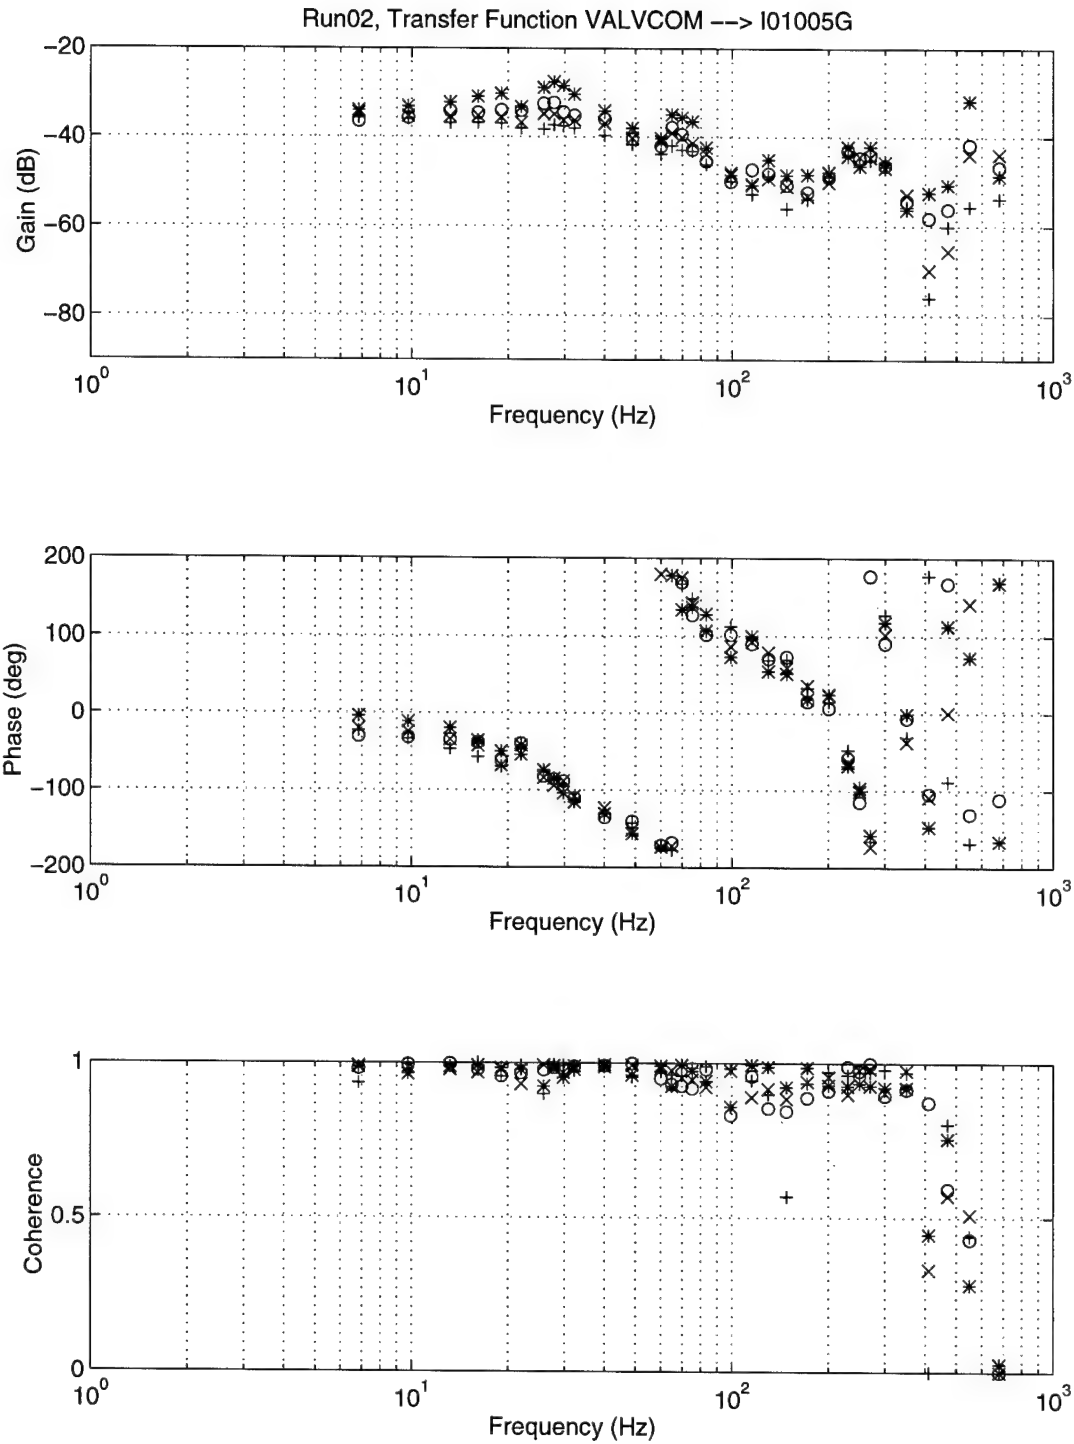 Run02, Transfer Function VALVCOM −−> I01005G
−20
−40
−60
−80
Gain (dB)
10^0 10^1 10^2 10^3
Frequency (Hz)
200
100
0
−100
−200
Phase (deg)
10^0 10^1 10^2 10^3
Frequency (Hz)
1
0.5
0
Coherence
10^0 10^1 10^2 10^3
Frequency (Hz)